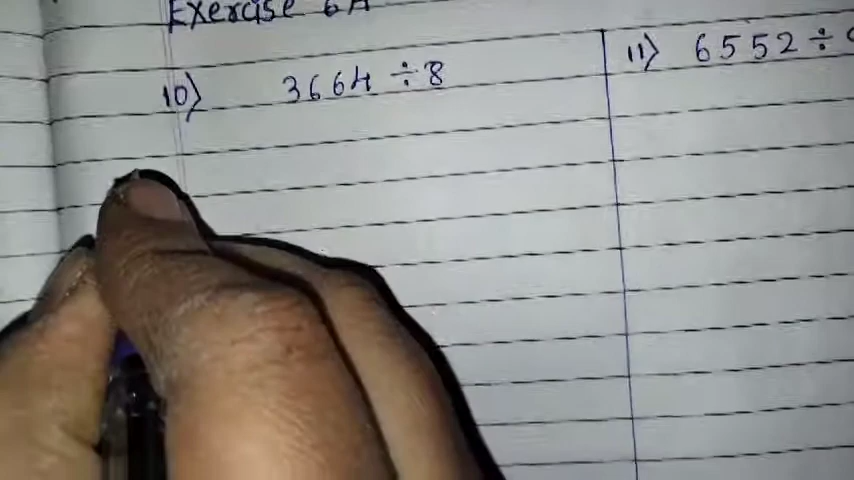 Exercise 6A
10) 3664 ÷ 8
11) 6552 ÷